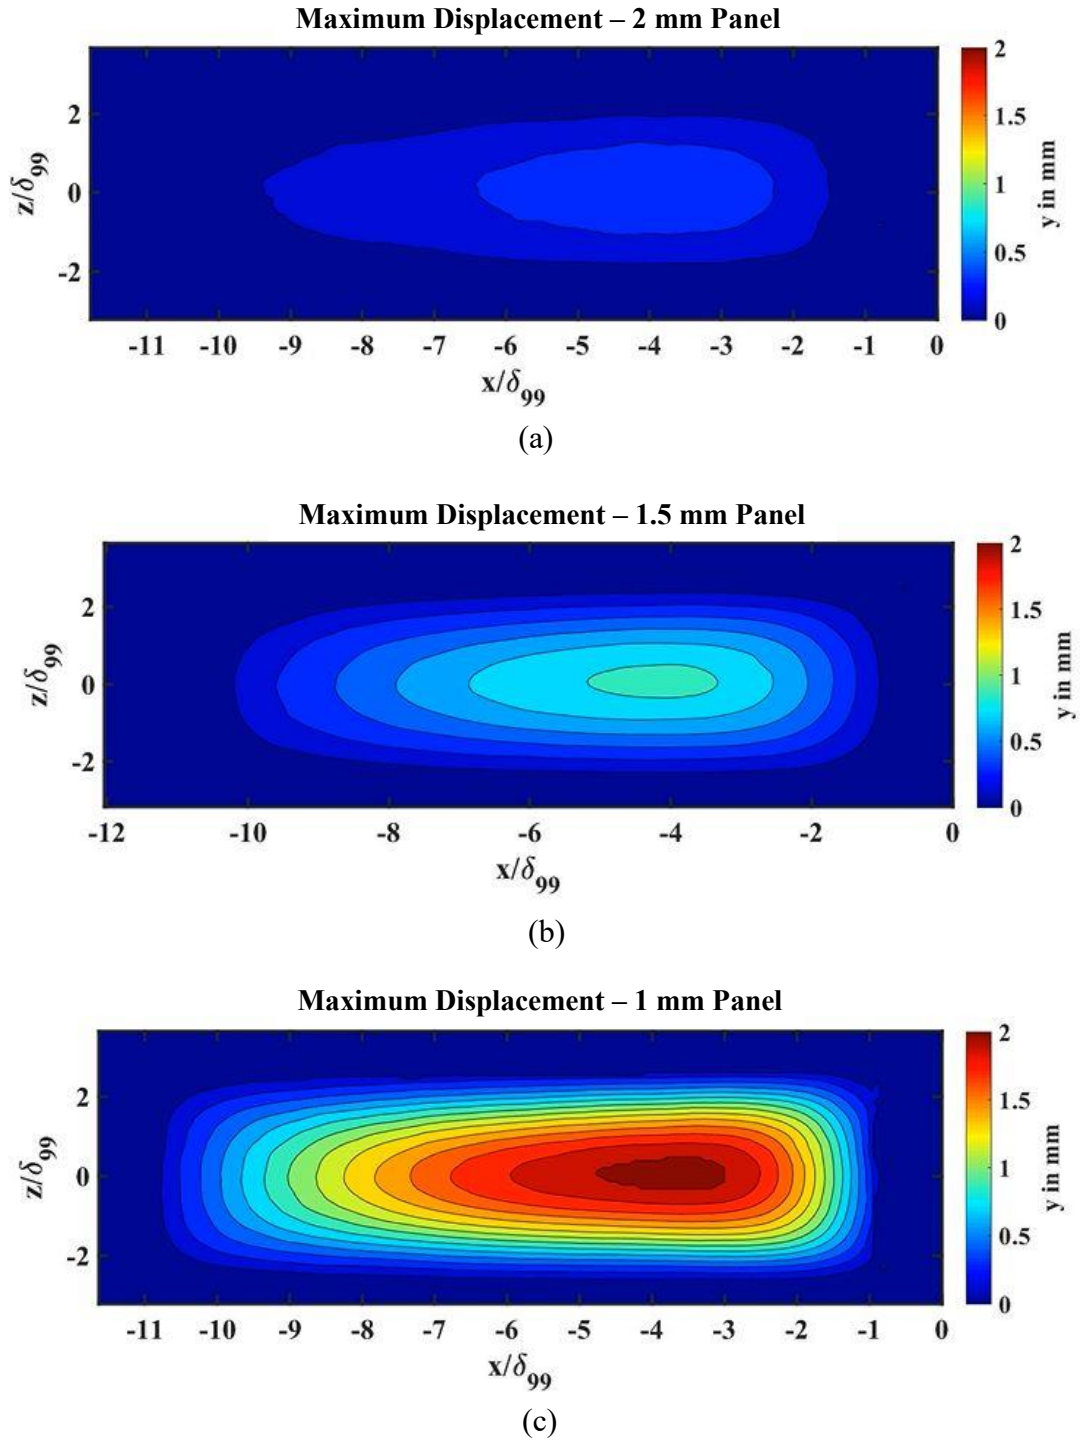 Maximum Displacement – 2 mm Panel
2
0
-2
z/δ99
-11 -10 -9 -8 -7 -6 -5 -4 -3 -2 -1 0
x/δ99
2
1.5
1
0.5
0
y in mm
(a)
Maximum Displacement – 1.5 mm Panel
2
0
-2
z/δ99
-12 -10 -8 -6 -4 -2 0
x/δ99
2
1.5
1
0.5
0
y in mm
(b)
Maximum Displacement – 1 mm Panel
2
0
-2
z/δ99
-11 -10 -9 -8 -7 -6 -5 -4 -3 -2 -1 0
x/δ99
2
1.5
1
0.5
0
y in mm
(c)